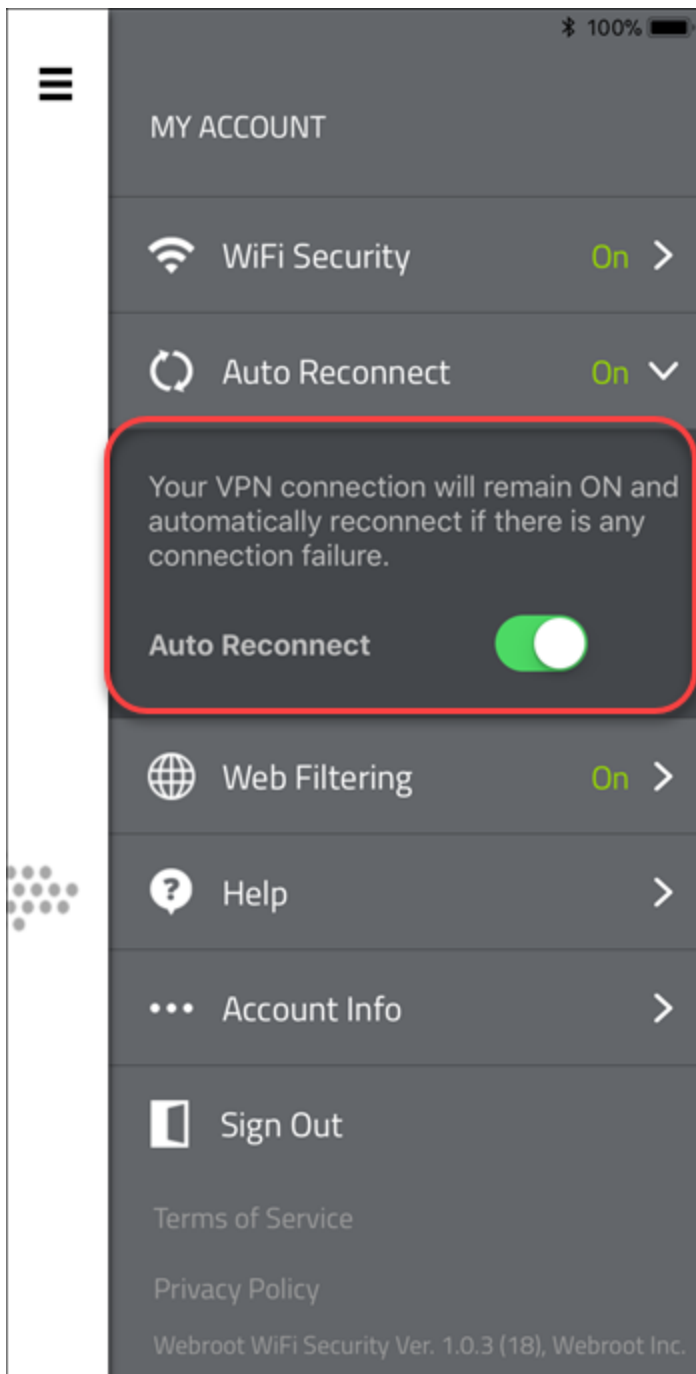 100%
MY ACCOUNT
WiFi Security On
Auto Reconnect On
Your VPN connection will remain ON and
automatically reconnect if there is any
connection failure.
Auto Reconnect
Web Filtering On
Help
Account Info
Sign Out
Terms of Service
Privacy Policy
Webroot WiFi Security Ver. 1.0.3 (18), Webroot Inc.